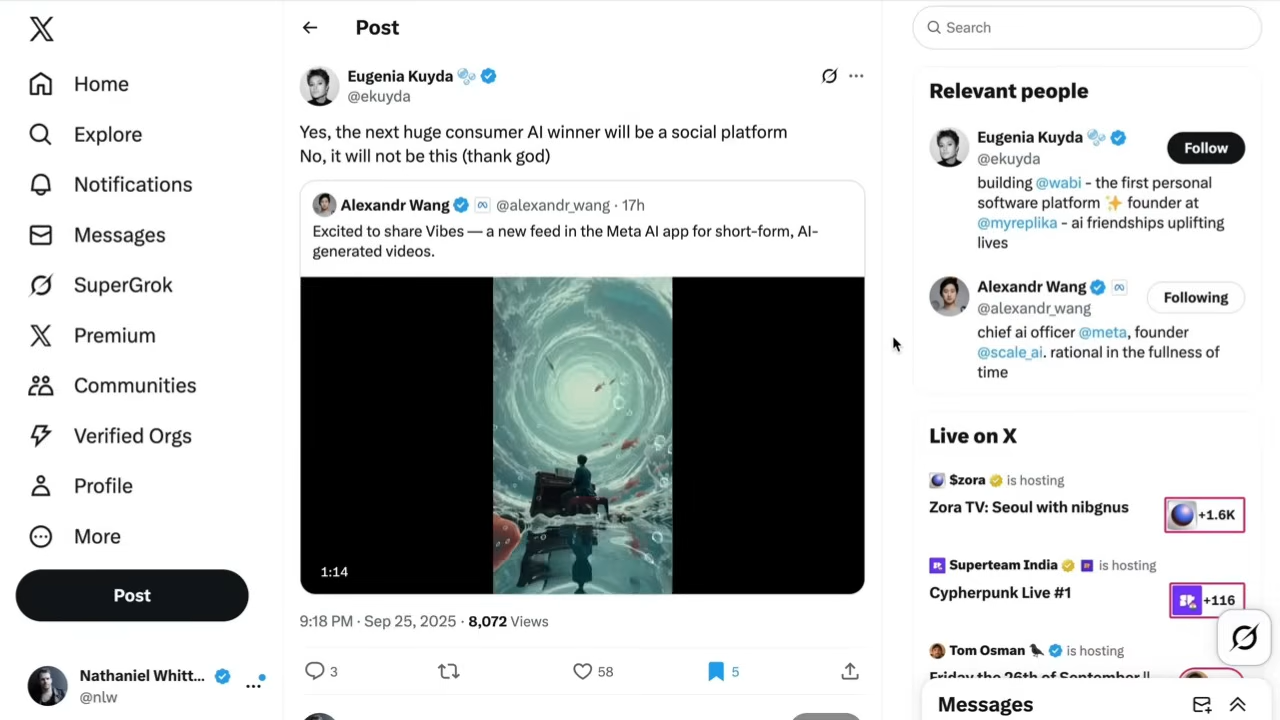 Home
Explore
Notifications
Messages
SuperGrok
Premium
Communities
Verified Orgs
Profile
More
Post
Nathaniel Whitt...
@nlw
Post
Eugenia Kuyda
@ekuyda
Yes, the next huge consumer AI winner will be a social platform
No, it will not be this (thank god)
Alexandr Wang @alexandr_wang · 17h
Excited to share Vibes — a new feed in the Meta AI app for short-form, AI-
generated videos.
1:14
9:18 PM · Sep 25, 2025 · 8,072 Views
3
58
5
Search
Relevant people
Eugenia Kuyda
@ekuyda
Follow
building @wabi - the first personal
software platform ✨ founder at
@myreplika - ai friendships uplifting
lives
Alexandr Wang
@alexandr_wang
Following
chief ai officer @meta, founder
@scale_ai. rational in the fullness of
time
Live on X
$zora is hosting
Zora TV: Seoul with nibgnus
+1.6K
Superteam India is hosting
Cypherpunk Live #1
+116
Tom Osman is hosting
Friday the 26th of September ||
Messages